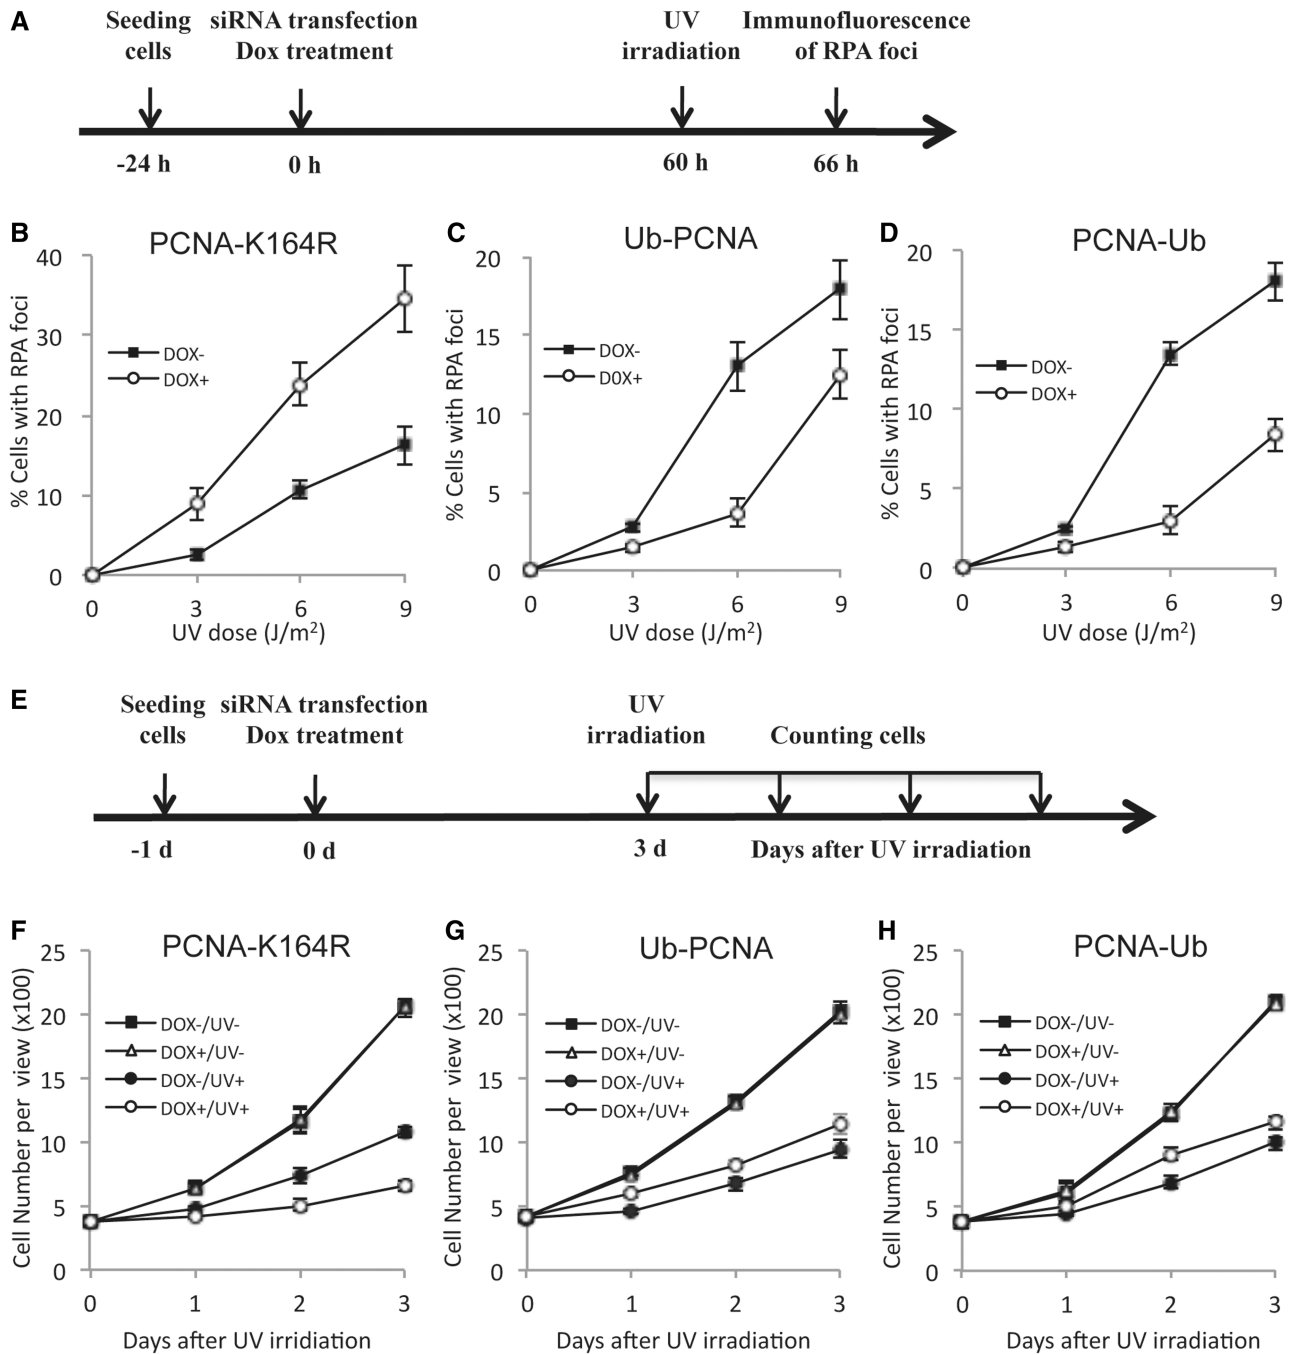 A
Seeding cells
siRNA transfection
Dox treatment
UV irradiation
Immunofluorescence of RPA foci
-24 h
0 h
60 h
66 h
B
PCNA-K164R
% Cells with RPA foci
40
30
20
10
0
DOX-
DOX+
0 3 6 9
UV dose (J/m²)
C
Ub-PCNA
% Cells with RPA foci
20
15
10
5
0
DOX-
D0X+
0 3 6 9
UV dose (J/m²)
D
PCNA-Ub
% Cells with RPA foci
20
15
10
5
0
DOX-
DOX+
0 3 6 9
UV dose (J/m²)
E
Seeding cells
siRNA transfection
Dox treatment
UV irradiation
Counting cells
-1 d
0 d
3 d
Days after UV irradiation
F
PCNA-K164R
Cell Number per view (x100)
25
20
15
10
5
0
DOX-/UV-
DOX+/UV-
DOX-/UV+
DOX+/UV+
0 1 2 3
Days after UV irridiation
G
Ub-PCNA
Cell Number per view (x100)
25
20
15
10
5
0
DOX-/UV-
DOX+/UV-
DOX-/UV+
DOX+/UV+
0 1 2 3
Days after UV irradiation
H
PCNA-Ub
Cell Number per view (x100)
25
20
15
10
5
0
DOX-/UV-
DOX+/UV-
DOX-/UV+
DOX+/UV+
0 1 2 3
Days after UV irradiation